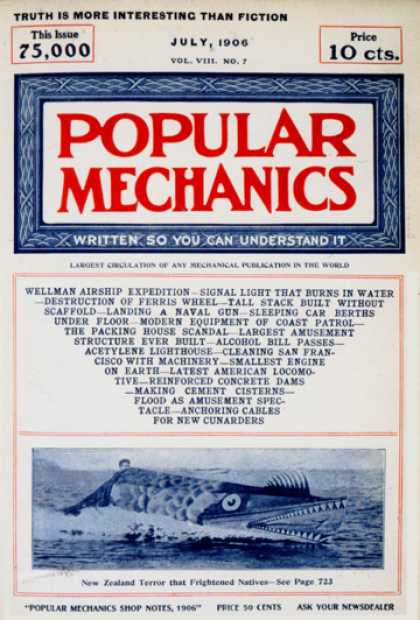 TRUTH IS MORE INTERESTING THAN FICTION
This Issue
75,000
JULY, 1906
VOL. VIII. NO. 7
Price
10 cts.
POPULAR
MECHANICS
WRITTEN SO YOU CAN UNDERSTAND IT
LARGEST CIRCULATION OF ANY MECHANICAL PUBLICATION IN THE WORLD
WELLMAN AIRSHIP EXPEDITION—SIGNAL LIGHT THAT BURNS IN WATER
—DESTRUCTION OF FERRIS WHEEL—TALL STACK BUILT WITHOUT
SCAFFOLD—LANDING A NAVAL GUN—SLEEPING CAR BERTHS
UNDER FLOOR—MODERN EQUIPMENT OF COAST PATROL—
THE PACKING HOUSE SCANDAL—LARGEST AMUSEMENT
STRUCTURE EVER BUILT—ALCOHOL BILL PASSES—
ACETYLENE LIGHTHOUSE—CLEANING SAN FRAN-
CISCO WITH MACHINERY—SMALLEST ENGINE
ON EARTH—LATEST AMERICAN LOCOMO-
TIVE—REINFORCED CONCRETE DAMS
—MAKING CEMENT CISTERNS—
FLOOD AS AMUSEMENT SPEC-
TACLE—ANCHORING CABLES
FOR NEW CUNARDERS
New Zealand Terror that Frightened Natives—See Page 723
"POPULAR MECHANICS SHOP NOTES, 1906" PRICE 50 CENTS ASK YOUR NEWSDEALER